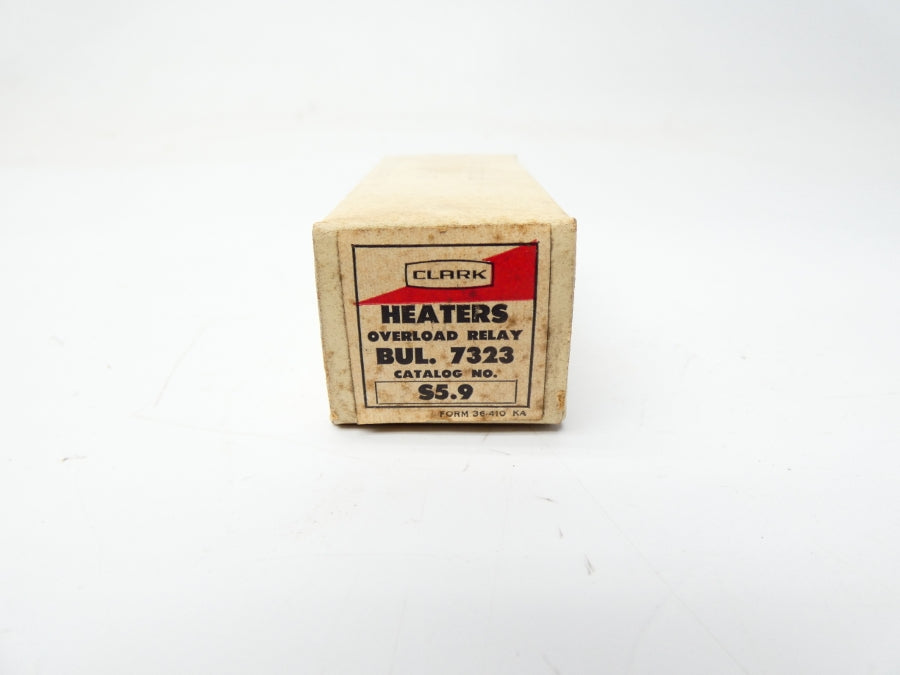 CLARK
HEATERS
OVERLOAD RELAY
BUL. 7323
CATALOG NO.
S5.9
FORM 36-410 KA